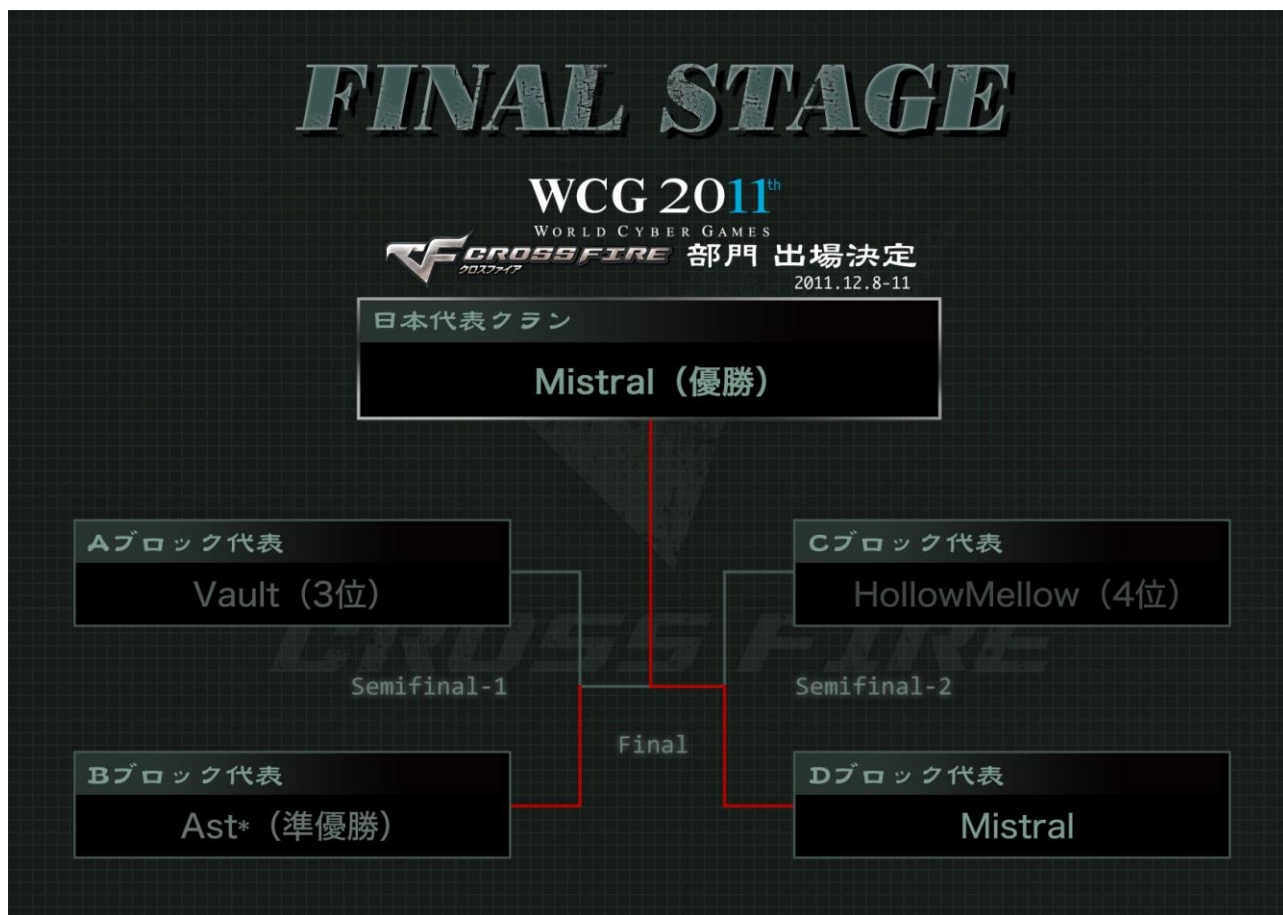 FINAL STAGE
WCG 2011th
WORLD CYBER GAMES
CROSSFIRE 部門 出場決定
クロスファイア
2011.12.8-11
日本代表クラン
Mistral（優勝）
Aブロック代表
Vault（3位）
Cブロック代表
HollowMellow（4位）
CROSS FIRE
Semifinal-1
Semifinal-2
Final
Bブロック代表
Ast*（準優勝）
Dブロック代表
Mistral